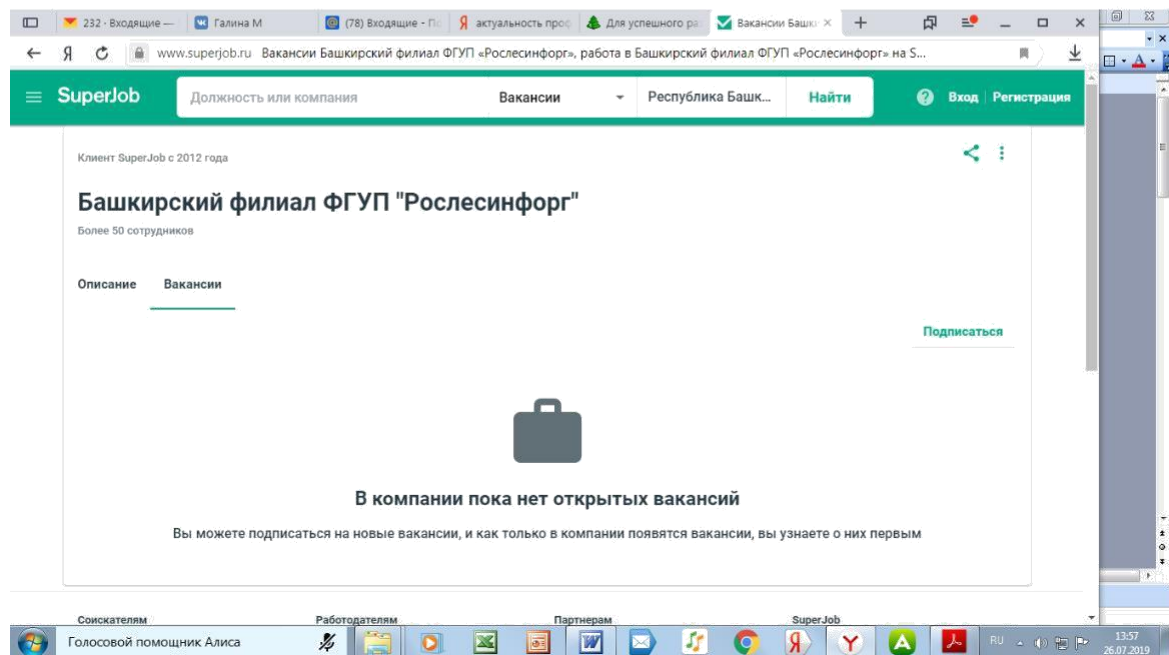 232 · Входящие —
Галина М
(78) Входящие - По
актуальность проф
Для успешного ра
Вакансии Башк
www.superjob.ru Вакансии Башкирский филиал ФГУП «Рослесинфорг», работа в Башкирский филиал ФГУП «Рослесинфорг» на S...
SuperJob
Должность или компания
Вакансии
Республика Башк...
Найти
Вход
Регистрация
Клиент SuperJob с 2012 года
Башкирский филиал ФГУП "Рослесинфорг"
Более 50 сотрудников
Описание
Вакансии
Подписаться
В компании пока нет открытых вакансий
Вы можете подписаться на новые вакансии, и как только в компании появятся вакансии, вы узнаете о них первым
Соискателям
Работодателям
Партнерам
SuperJob
Голосовой помощник Алиса
RU
13:57
26.07.2019